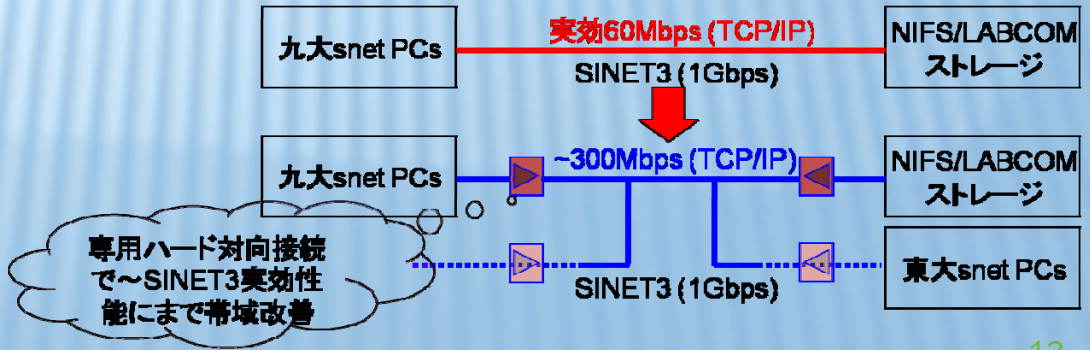 九大snet PCs
実効60Mbps (TCP/IP)
SINET3 (1Gbps)
NIFS/LABCOM
ストレージ
九大snet PCs
~300Mbps (TCP/IP)
NIFS/LABCOM
ストレージ
専用ハード対向接続
で～SINET3実効性
能にまで帯域改善
SINET3 (1Gbps)
東大snet PCs